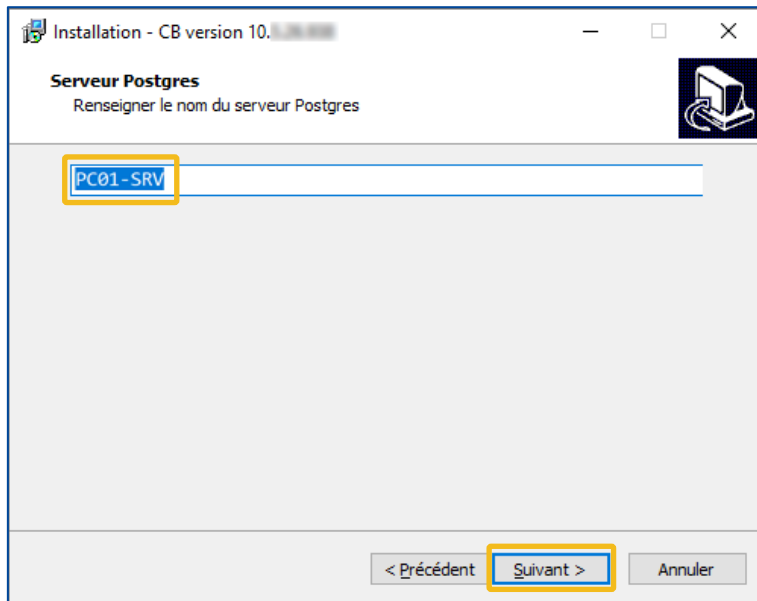 Installation - CB version 10.
Serveur Postgres
Renseigner le nom du serveur Postgres
PC01-SRV
< Précédent
Suivant >
Annuler